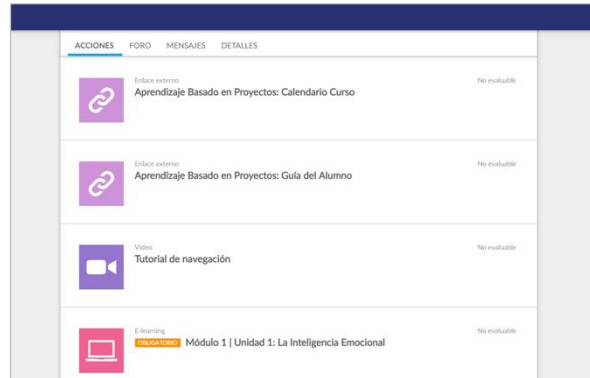 ACCIONES FORO MENSAJES DETALLES
Enlace externo No evaluable
Aprendizaje Basado en Proyectos: Calendario Curso
Enlace externo No evaluable
Aprendizaje Basado en Proyectos: Guía del Alumno
Video No evaluable
Tutorial de navegación
E-learning No evaluable
OBLIGATORIO Módulo 1 | Unidad 1: La Inteligencia Emocional